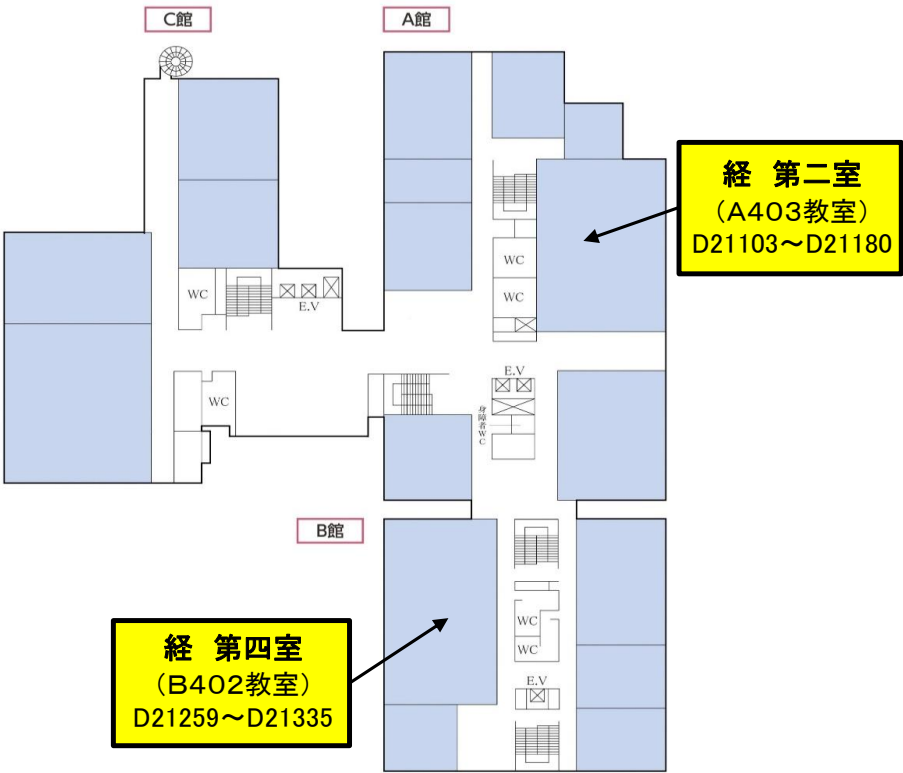 C館
A館
経 第二室
（A403教室）
D21103～D21180
WC
WC
WC
E.V
E.V
WC
身障者WC
B館
WC
WC
経 第四室
（B402教室）
D21259～D21335
E.V